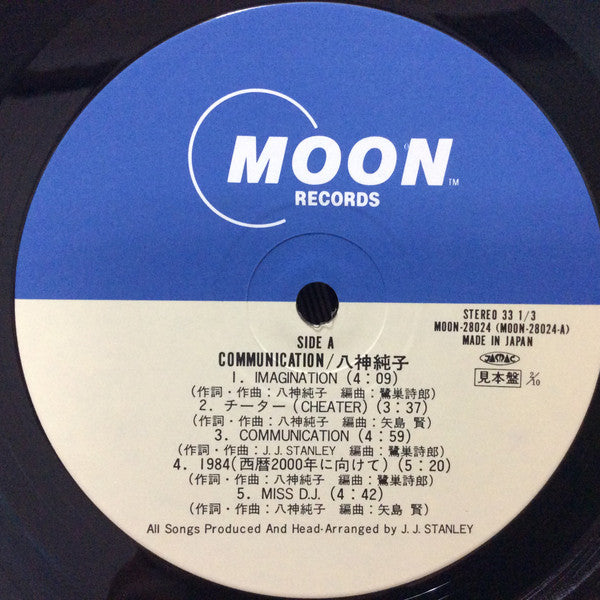 MOON
TM
RECORDS
STEREO 33 1/3
MOON-28024 (MOON-28024-A)
MADE IN JAPAN
JASRAC
見本盤 2/10
SIDE A
COMMUNICATION/八神純子
1. IMAGINATION (4:09)
(作詞・作曲:八神純子 編曲:鷺巣詩郎)
2. チーター(CHEATER)(3:37)
(作詞・作曲:八神純子 編曲:矢島 賢)
3. COMMUNICATION (4:59)
(作詞・作曲:J.J.STANLEY 編曲:鷺巣詩郎)
4. 1984(西暦2000年に向けて)(5:20)
(作詞・作曲:八神純子 編曲:鷺巣詩郎)
5. MISS D.J. (4:42)
(作詞・作曲:八神純子 編曲:矢島 賢)
All Songs Produced And Head-Arranged by J. J. STANLEY